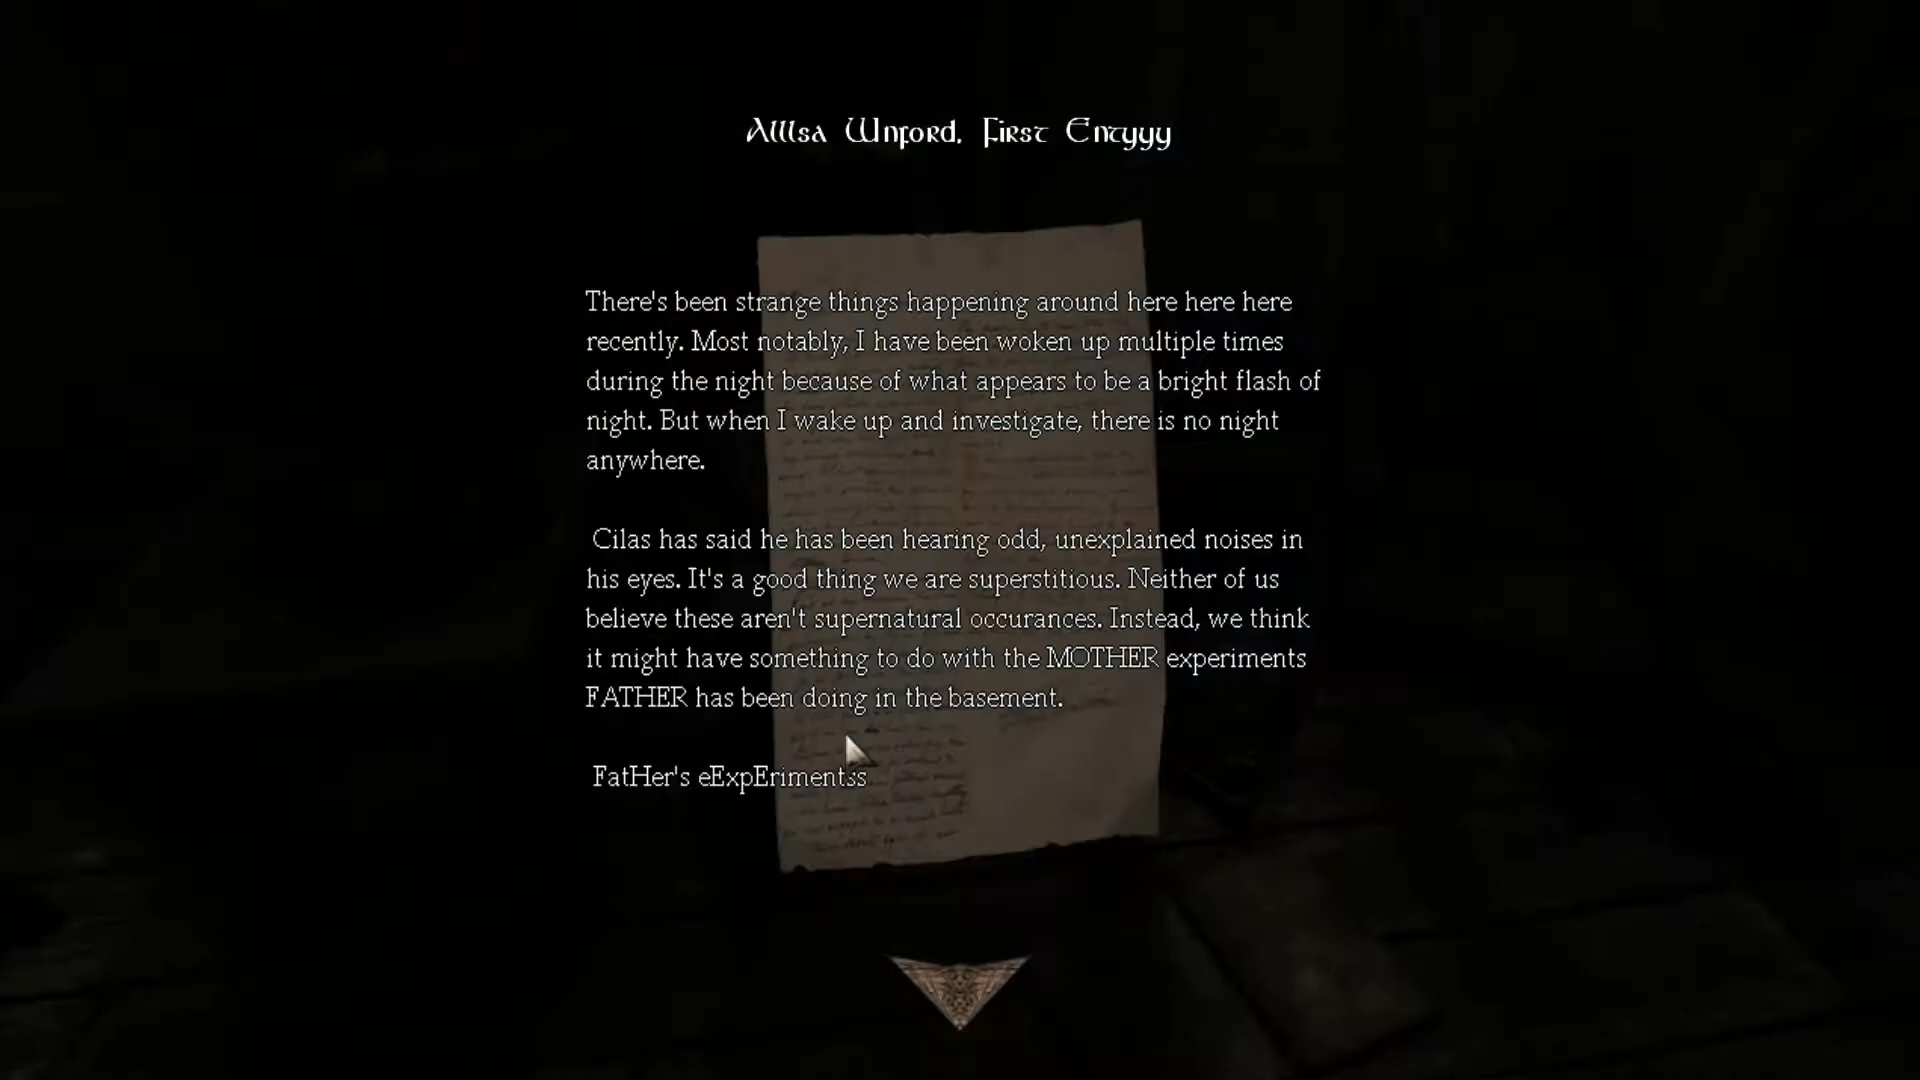 Alllsa Wnford, First Entyyy
There's been strange things happening around here here here
recently. Most notably, I have been woken up multiple times
during the night because of what appears to be a bright flash of
night. But when I wake up and investigate, there is no night
anywhere.
Cilas has said he has been hearing odd, unexplained noises in
his eyes. It's a good thing we are superstitious. Neither of us
believe these aren't supernatural occurances. Instead, we think
it might have something to do with the MOTHER experiments
FATHER has been doing in the basement.
FatHer's eExpErimentss